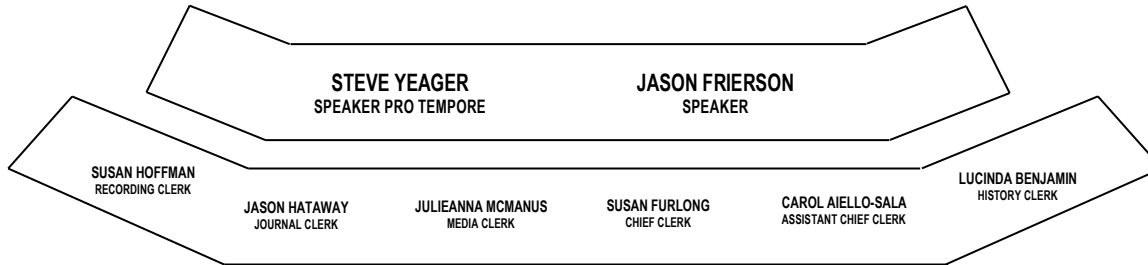 STEVE YEAGER
SPEAKER PRO TEMPORE
JASON FRIERSON
SPEAKER
SUSAN HOFFMAN
RECORDING CLERK
JASON HATAWAY
JOURNAL CLERK
JULIEANNA MCMANUS
MEDIA CLERK
SUSAN FURLONG
CHIEF CLERK
CAROL AIELLO-SALA
ASSISTANT CHIEF CLERK
LUCINDA BENJAMIN
HISTORY CLERK